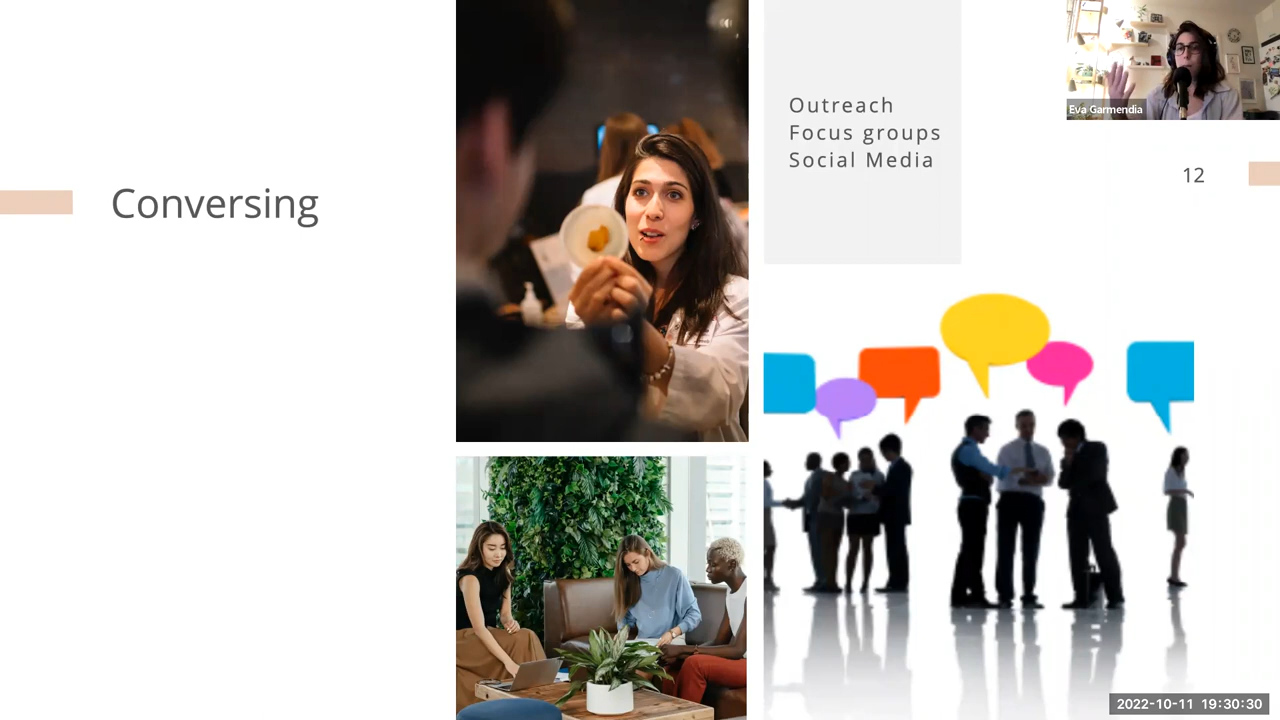 Conversing
Outreach
Focus groups
Social Media
Eva Garmendia
12
2022-10-11 19:30:30